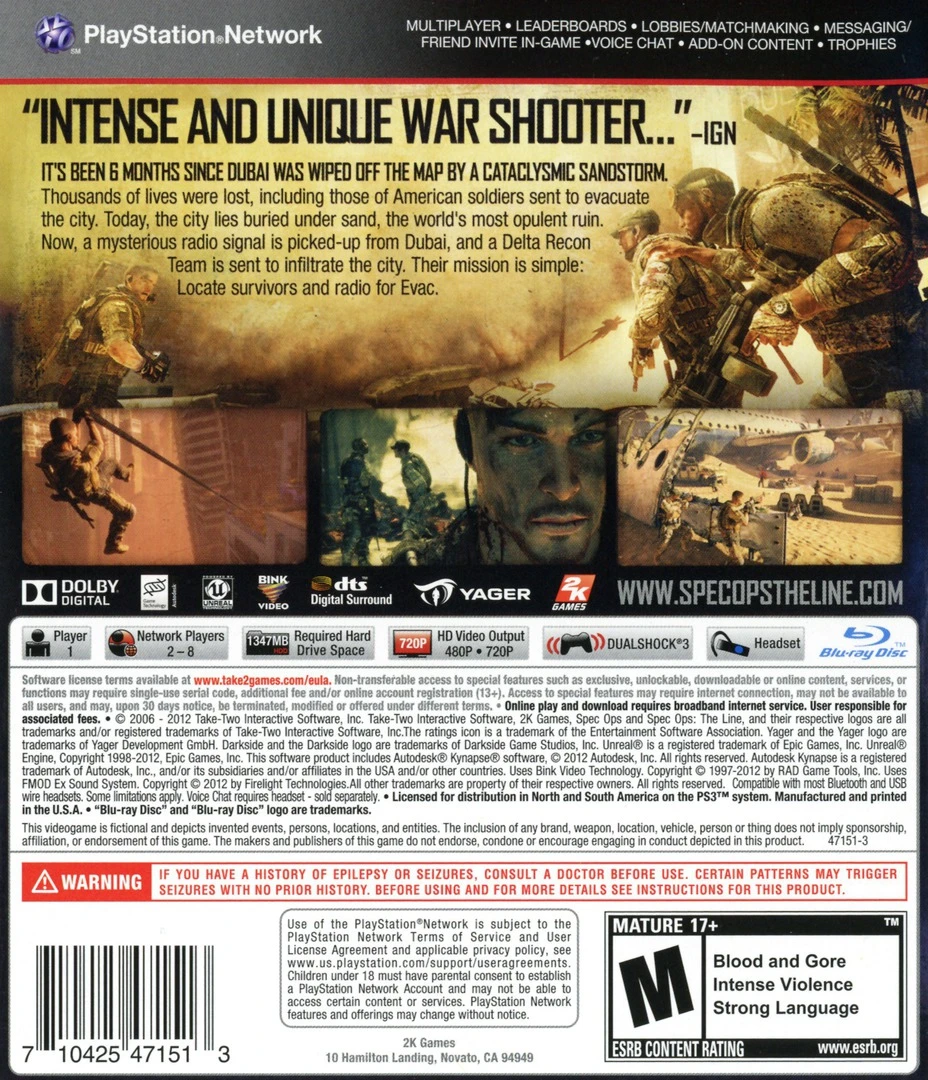 PlayStation®Network
SM
MULTIPLAYER • LEADERBOARDS • LOBBIES/MATCHMAKING • MESSAGING/
FRIEND INVITE IN-GAME •VOICE CHAT • ADD-ON CONTENT • TROPHIES
“INTENSE AND UNIQUE WAR SHOOTER...” –IGN
IT'S BEEN 6 MONTHS SINCE DUBAI WAS WIPED OFF THE MAP BY A CATACLYSMIC SANDSTORM.
Thousands of lives were lost, including those of American soldiers sent to evacuate
the city. Today, the city lies buried under sand, the world's most opulent ruin.
Now, a mysterious radio signal is picked-up from Dubai, and a Delta Recon
Team is sent to infiltrate the city. Their mission is simple:
Locate survivors and radio for Evac.
DOLBY
DIGITAL
Game
Technology
Autodesk
POWERED BY
UNREAL
TECHNOLOGY
BINK
VIDEO
dts
Digital Surround
YAGER
2K
GAMES
WWW.SPECOPSTHELINE.COM
Player
1
Network Players
2 – 8
1347MB
HDD
Required Hard
Drive Space
720P
HD Video Output
480P • 720P
DUALSHOCK®3
Headset
Blu-ray Disc™
Software license terms available at www.take2games.com/eula. Non-transferable access to special features such as exclusive, unlockable, downloadable or online content, services, or
functions may require single-use serial code, additional fee and/or online account registration (13+). Access to special features may require internet connection, may not be available to
all users, and may, upon 30 days notice, be terminated, modified or offered under different terms. • Online play and download requires broadband internet service. User responsible for
associated fees. • © 2006 - 2012 Take-Two Interactive Software, Inc. Take-Two Interactive Software, 2K Games, Spec Ops and Spec Ops: The Line, and their respective logos are all
trademarks and/or registered trademarks of Take-Two Interactive Software, Inc.The ratings icon is a trademark of the Entertainment Software Association. Yager and the Yager logo are
trademarks of Yager Development GmbH. Darkside and the Darkside logo are trademarks of Darkside Game Studios, Inc. Unreal® is a registered trademark of Epic Games, Inc. Unreal®
Engine, Copyright 1998-2012, Epic Games, Inc. This software product includes Autodesk® Kynapse® software, © 2012 Autodesk, Inc. All rights reserved. Autodesk Kynapse is a registered
trademark of Autodesk, Inc., and/or its subsidiaries and/or affiliates in the USA and/or other countries. Uses Bink Video Technology. Copyright © 1997-2012 by RAD Game Tools, Inc. Uses
FMOD Ex Sound System. Copyright © 2012 by Firelight Technologies.All other trademarks are property of their respective owners. All rights reserved. Compatible with most Bluetooth and USB
wire headsets. Some limitations apply. Voice Chat requires headset - sold separately. • Licensed for distribution in North and South America on the PS3™ system. Manufactured and printed
in the U.S.A. • “Blu-ray Disc” and “Blu-ray Disc” logo are trademarks.
This videogame is fictional and depicts invented events, persons, locations, and entities. The inclusion of any brand, weapon, location, vehicle, person or thing does not imply sponsorship,
affiliation, or endorsement of this game. The makers and publishers of this game do not endorse, condone or encourage engaging in conduct depicted in this product. 47151-3
WARNING
IF YOU HAVE A HISTORY OF EPILEPSY OR SEIZURES, CONSULT A DOCTOR BEFORE USE. CERTAIN PATTERNS MAY TRIGGER
SEIZURES WITH NO PRIOR HISTORY. BEFORE USING AND FOR MORE DETAILS SEE INSTRUCTIONS FOR THIS PRODUCT.
7 10425 47151 3
Use of the PlayStation®Network is subject to the
PlayStation Network Terms of Service and User
License Agreement and applicable privacy policy, see
www.us.playstation.com/support/useragreements.
Children under 18 must have parental consent to establish
a PlayStation Network Account and may not be able to
access certain content or services. PlayStation Network
features and offerings may change without notice.
2K Games
10 Hamilton Landing, Novato, CA 94949
MATURE 17+
TM
M
Blood and Gore
Intense Violence
Strong Language
ESRB CONTENT RATING
www.esrb.org